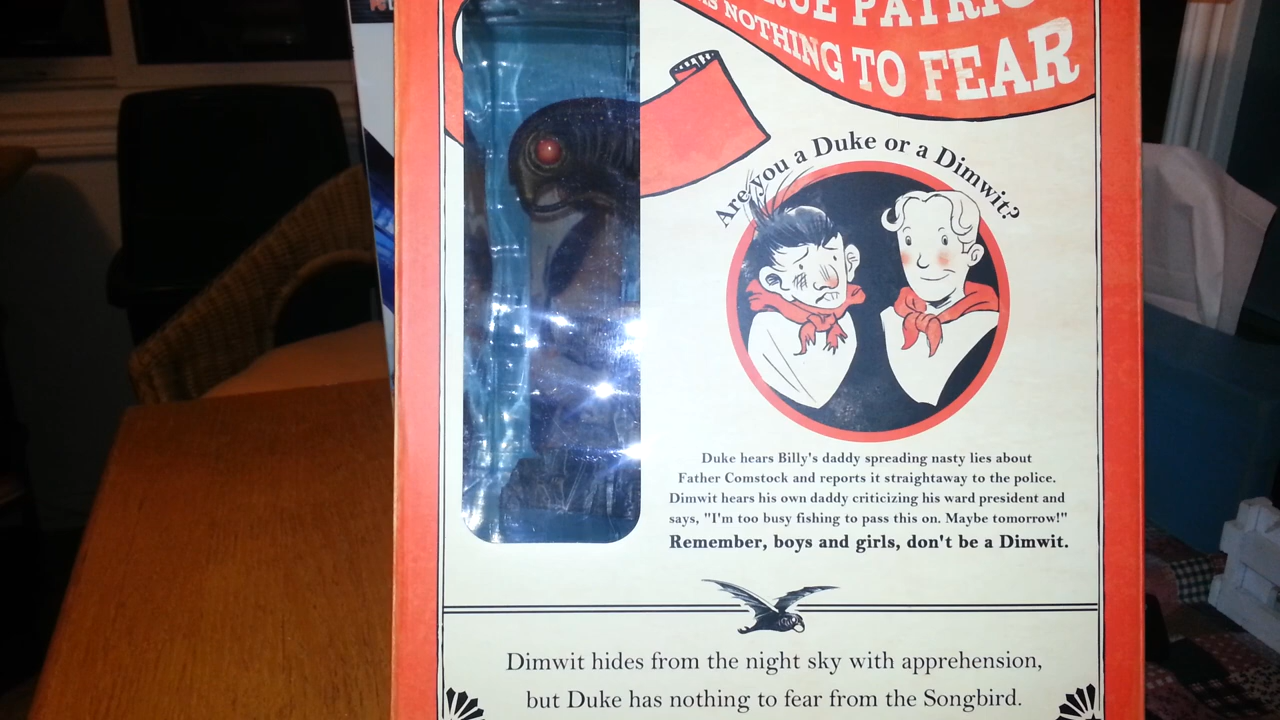 TRUE PATRIO
HAS NOTHING TO FEAR
Are you a Duke or a Dimwit?
Duke hears Billy's daddy spreading nasty lies about
Father Comstock and reports it straightaway to the police.
Dimwit hears his own daddy criticizing his ward president and
says, "I'm too busy fishing to pass this on. Maybe tomorrow!"
Remember, boys and girls, don't be a Dimwit.
Dimwit hides from the night sky with apprehension,
but Duke has nothing to fear from the Songbird.